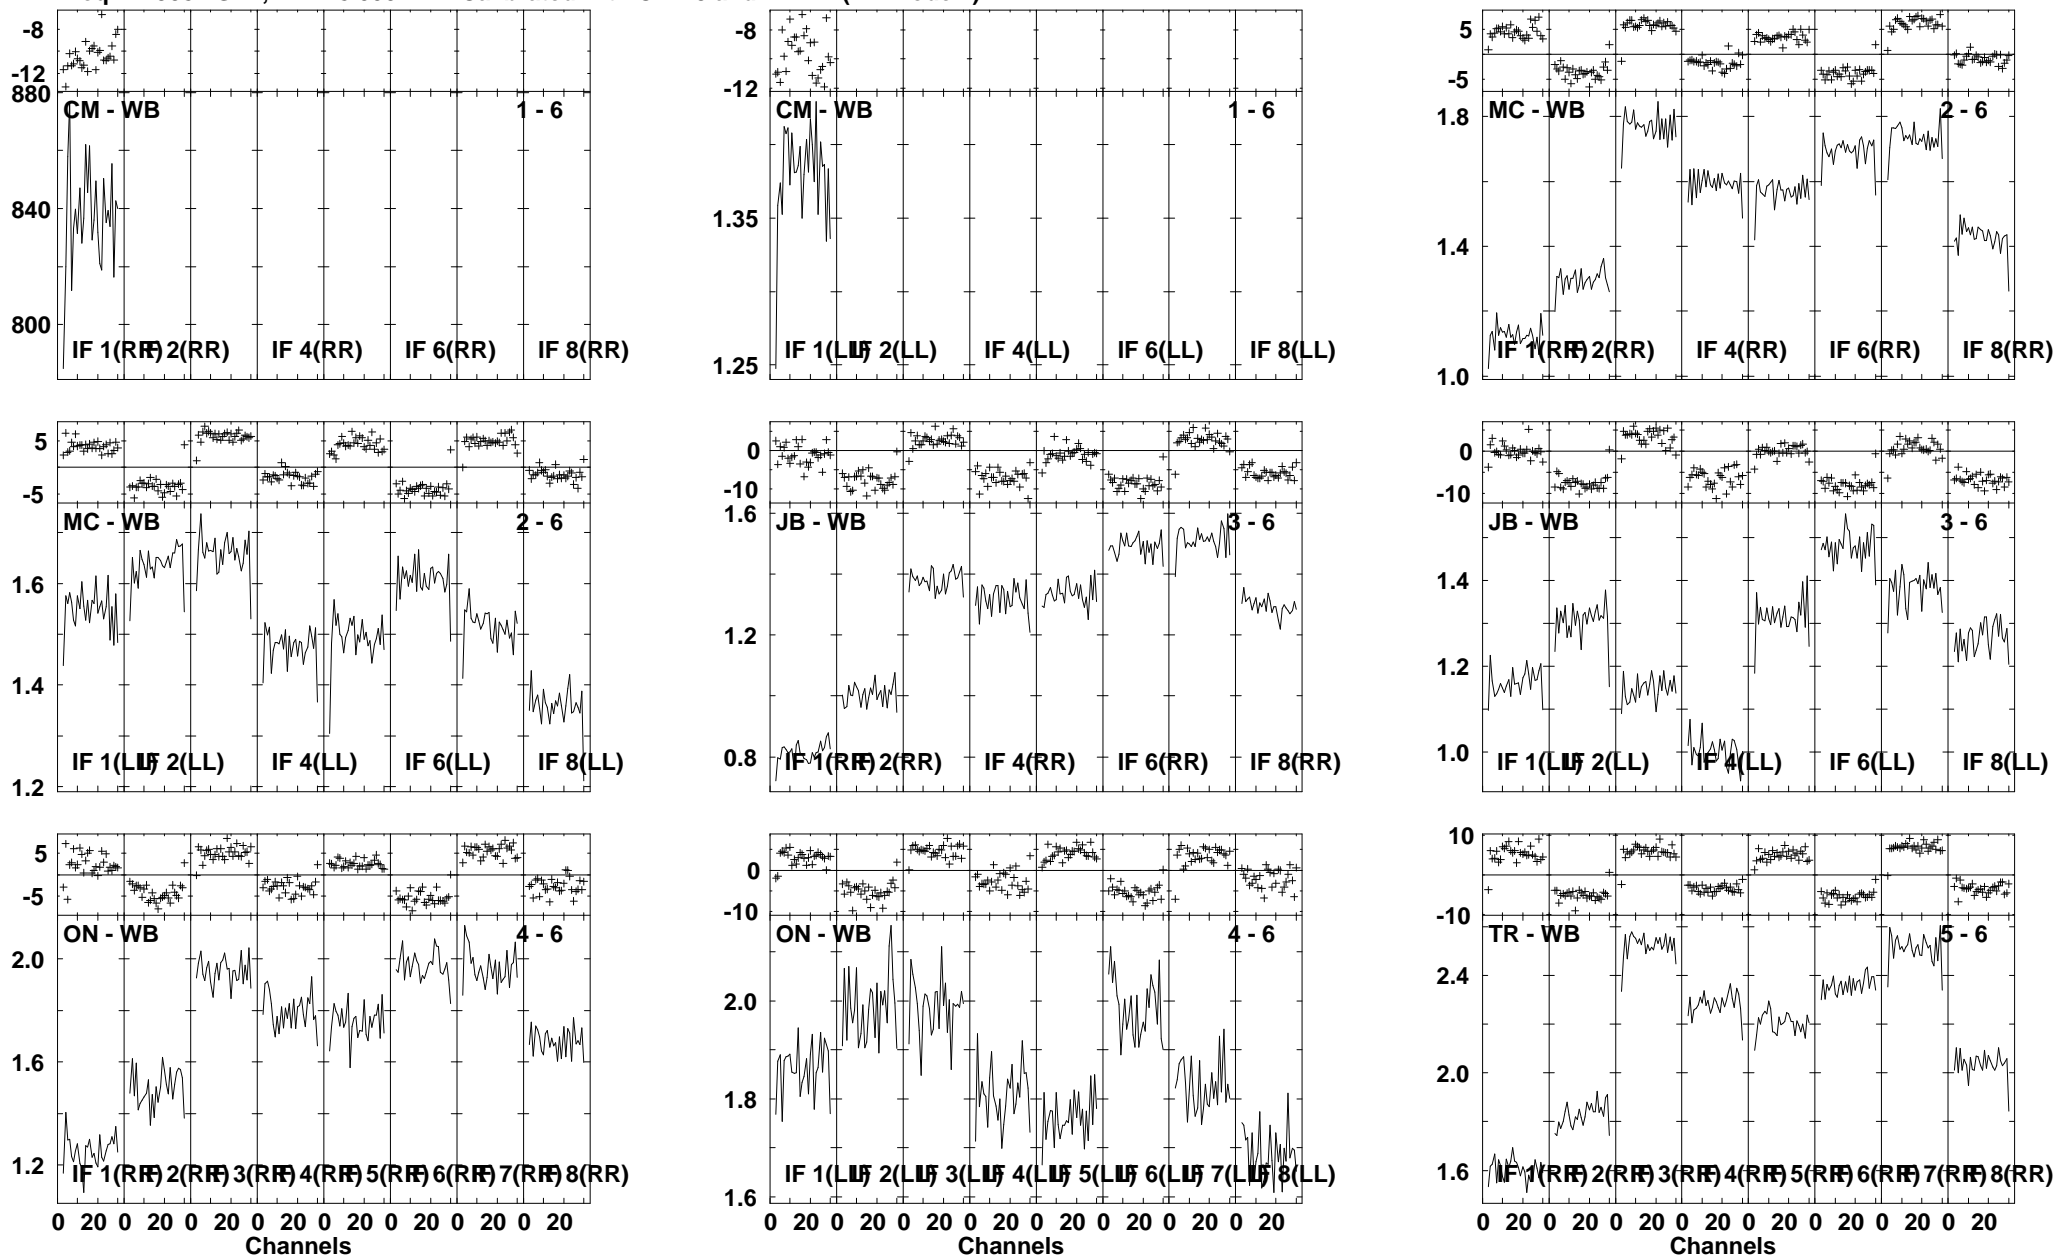 -8
-12
880
CM - WB 1 - 6
840
800
IF 1(RR) IF 2(RR) IF 4(RR) IF 6(RR) IF 8(RR)
-8
-12
CM - WB 1 - 6
1.35
1.25
IF 1(LL) IF 2(LL) IF 4(LL) IF 6(LL) IF 8(LL)
5
-5
MC - WB 2 - 6
1.8
1.4
1.0
IF 1(RR) IF 2(RR) IF 4(RR) IF 6(RR) IF 8(RR)
5
-5
MC - WB 2 - 6
1.6
1.4
1.2
IF 1(LL) IF 2(LL) IF 4(LL) IF 6(LL) IF 8(LL)
0
-10
1.6
JB - WB 3 - 6
1.2
0.8
IF 1(RR) IF 2(RR) IF 4(RR) IF 6(RR) IF 8(RR)
0
-10
JB - WB 3 - 6
1.4
1.2
1.0
IF 1(LL) IF 2(LL) IF 4(LL) IF 6(LL) IF 8(LL)
5
-5
ON - WB 4 - 6
2.0
1.6
1.2
IF 1(RR) IF 2(RR) IF 3(RR) IF 4(RR) IF 5(RR) IF 6(RR) IF 7(RR) IF 8(RR)
0 20 0 20 0 20 0 20 0 20 0 20 0 20 0 20
Channels
0
-10
ON - WB 4 - 6
2.0
1.8
1.6
IF 1(LL) IF 2(LL) IF 3(LL) IF 4(LL) IF 5(LL) IF 6(LL) IF 7(LL) IF 8(LL)
0 20 0 20 0 20 0 20 0 20 0 20 0 20 0 20
Channels
10
-10
TR - WB 5 - 6
2.4
2.0
1.6
IF 1(RR) IF 2(RR) IF 3(RR) IF 4(RR) IF 5(RR) IF 6(RR) IF 7(RR) IF 8(RR)
0 20 0 20 0 20 0 20 0 20 0 20 0 20 0 20
Channels